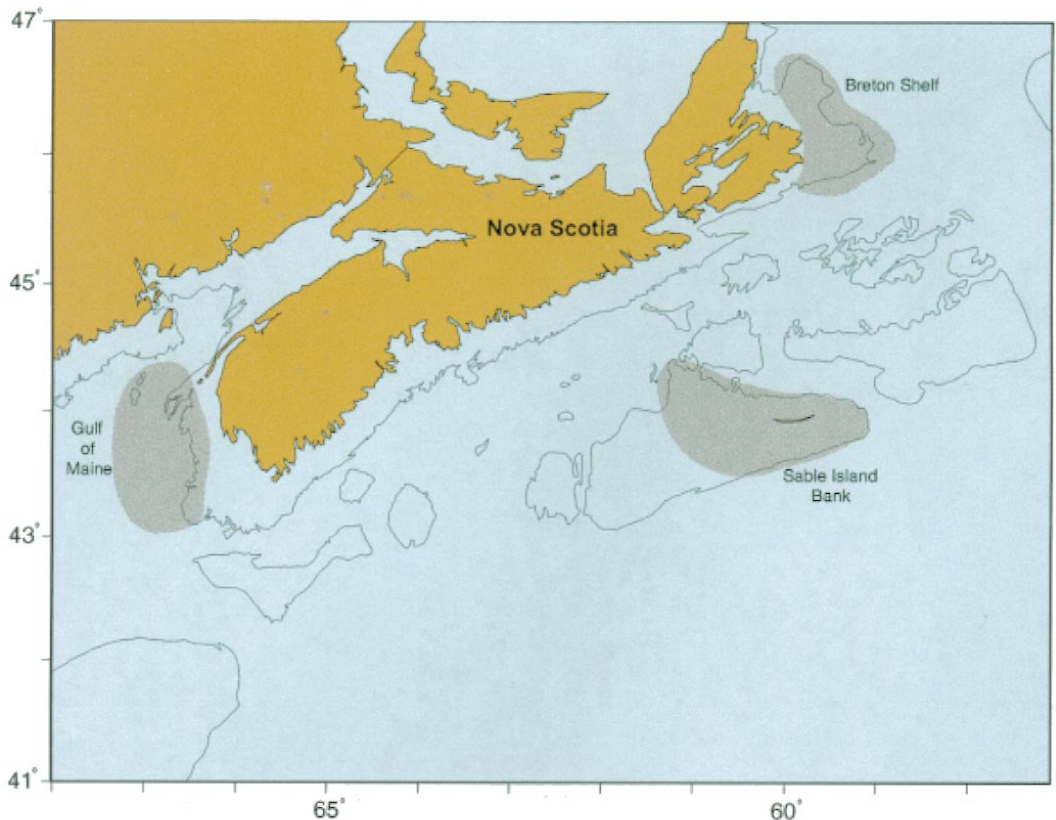 47°
Breton Shelf
Nova Scotia
45°
Gulf
of
Maine
Sable Island
Bank
43°
41°
65°
60°